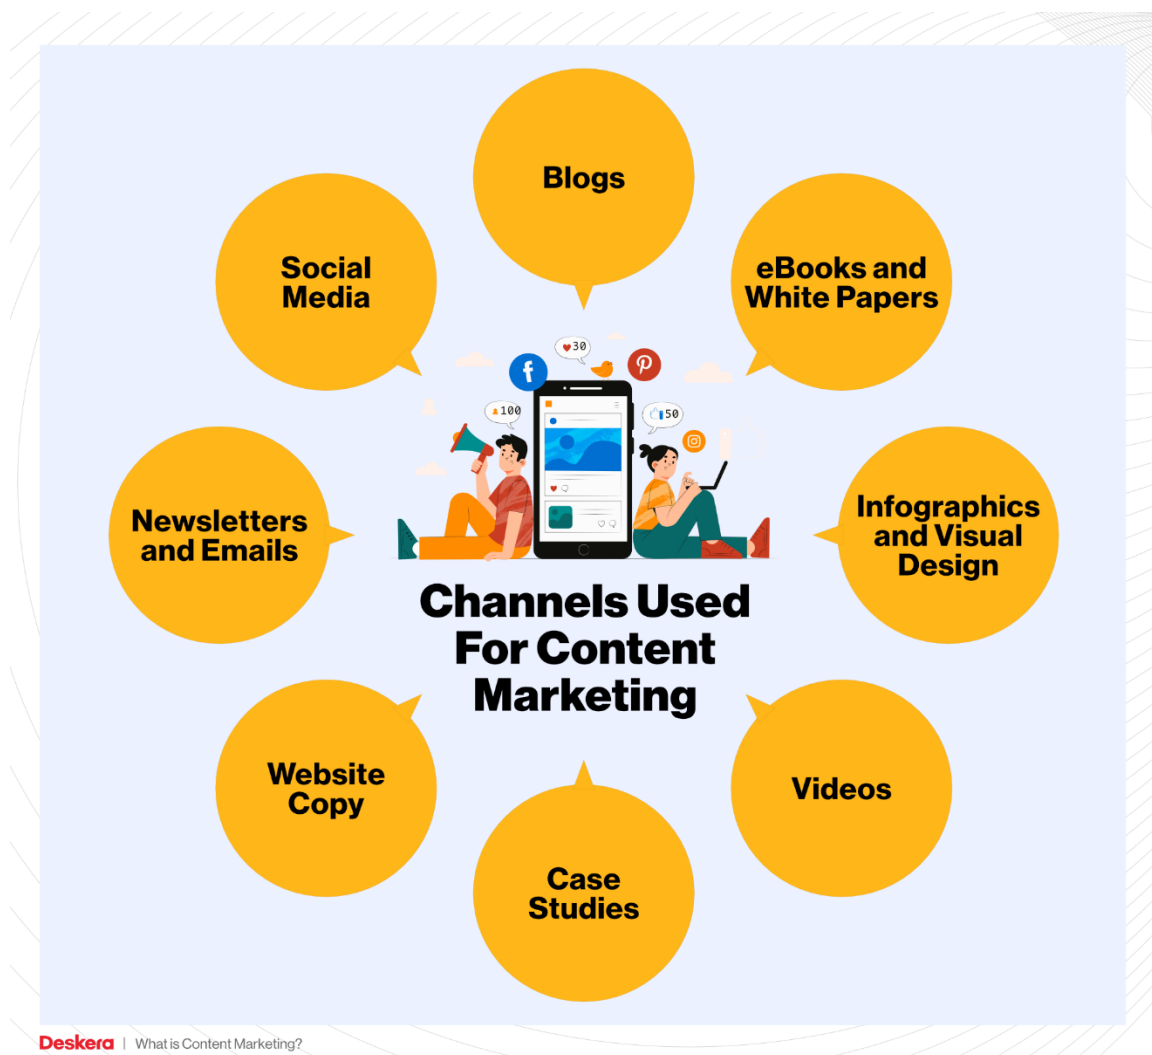 Blogs
eBooks and
White Papers
Infographics
and Visual
Design
Videos
Case
Studies
Website
Copy
Newsletters
and Emails
Social
Media
30
100
50
Channels Used
For Content
Marketing
Deskera | What is Content Marketing?